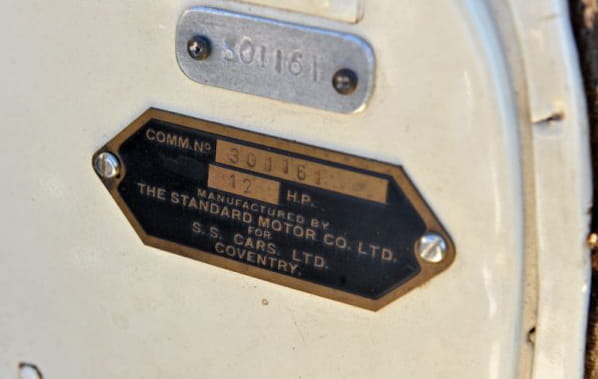 301161
COMM. Nº 301161
12 H.P.
MANUFACTURED BY
THE STANDARD MOTOR CO. LTD.
FOR
S.S. CARS. LTD.
COVENTRY.